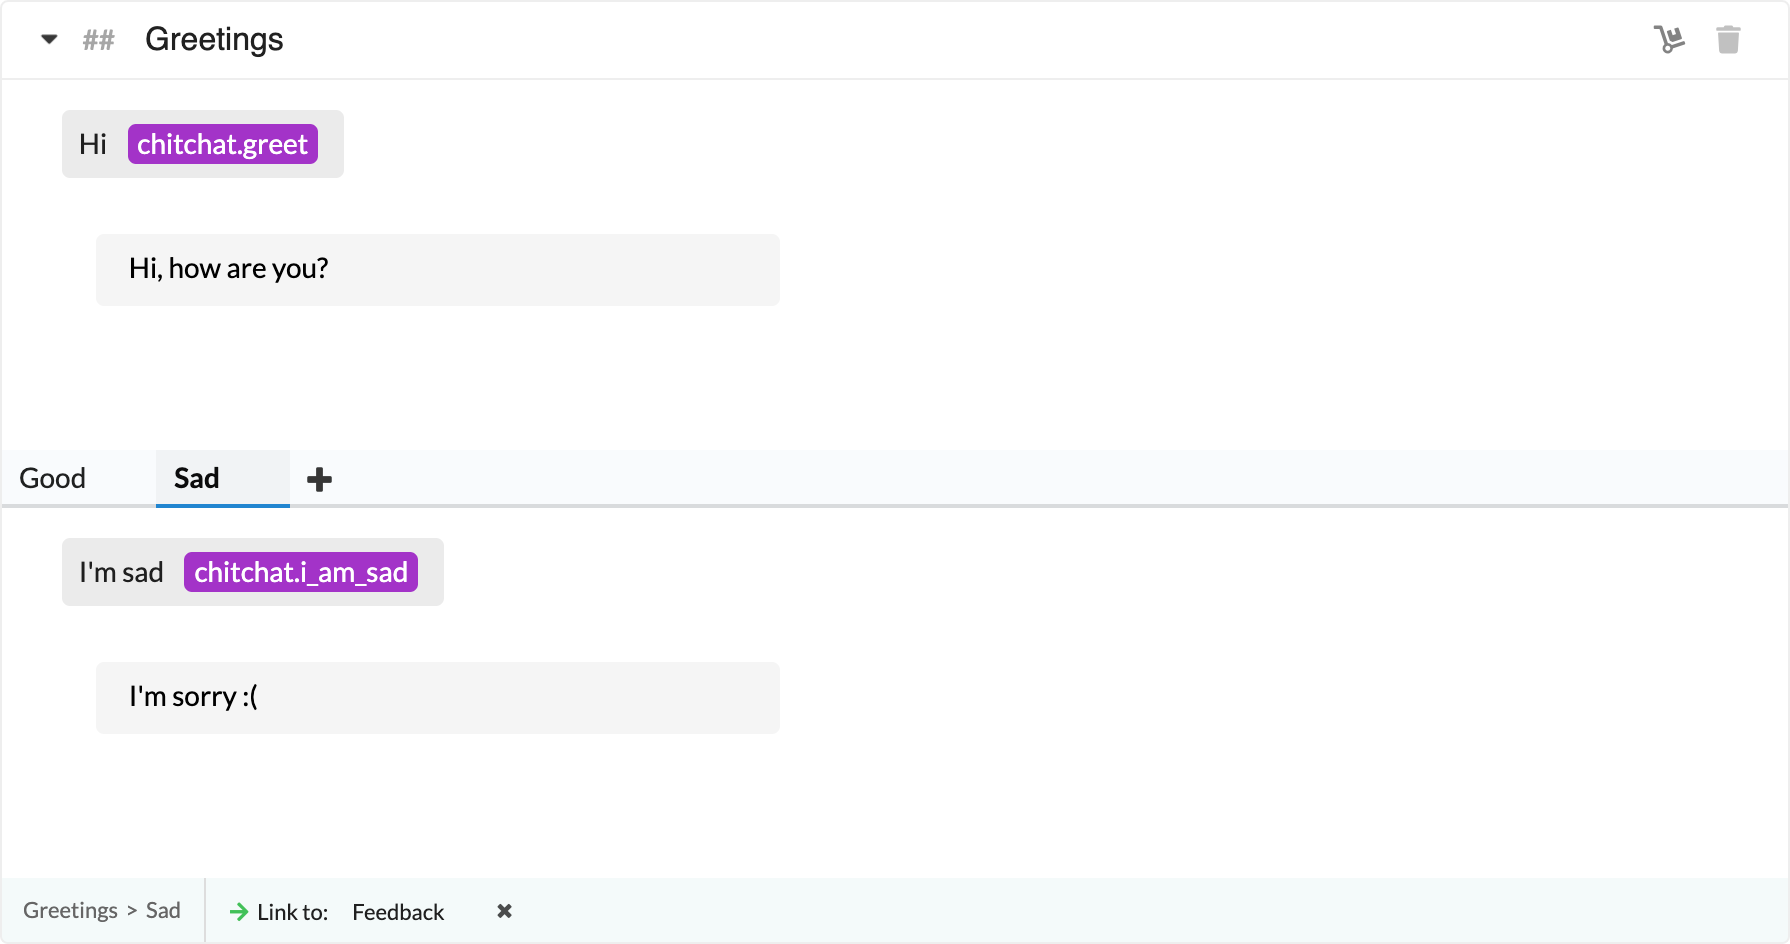 ## Greetings
Hi chitchat.greet
Hi, how are you?
Good Sad
I'm sad chitchat.i_am_sad
I'm sorry :(
Greetings > Sad Link to: Feedback